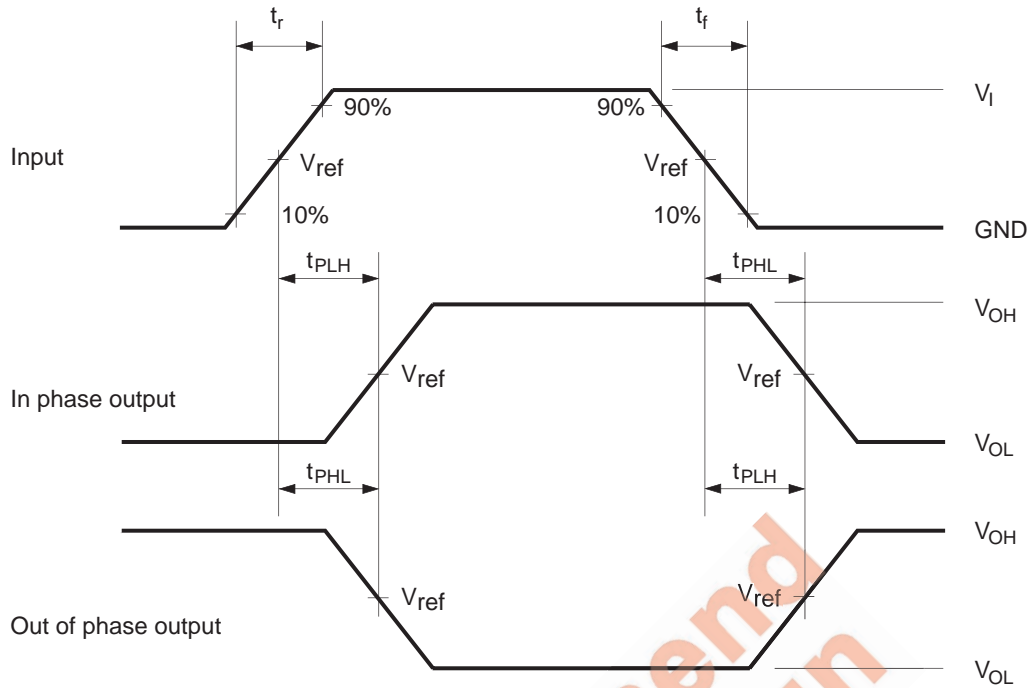 tr
tf
90%
90%
VI
Input
Vref
Vref
10%
10%
GND
tPLH
tPHL
VOH
Vref
Vref
In phase output
VOL
tPHL
tPLH
VOH
Vref
Vref
Out of phase output
VOL
end